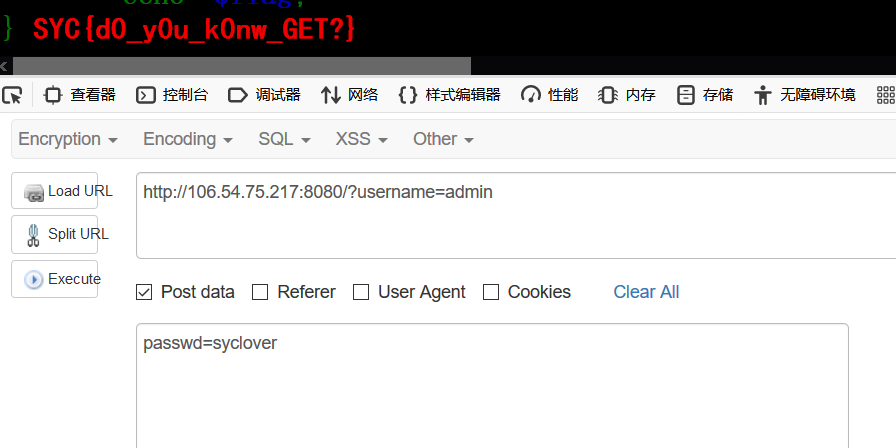 } SYC{d0_y0u_k0nw_GET?}
查看器 控制台 调试器 网络 样式编辑器 性能 内存 存储 无障碍环境
Encryption Encoding SQL XSS Other
Load URL
http://106.54.75.217:8080/?username=admin
Split URL
Execute
Post data Referer User Agent Cookies Clear All
passwd=syclover